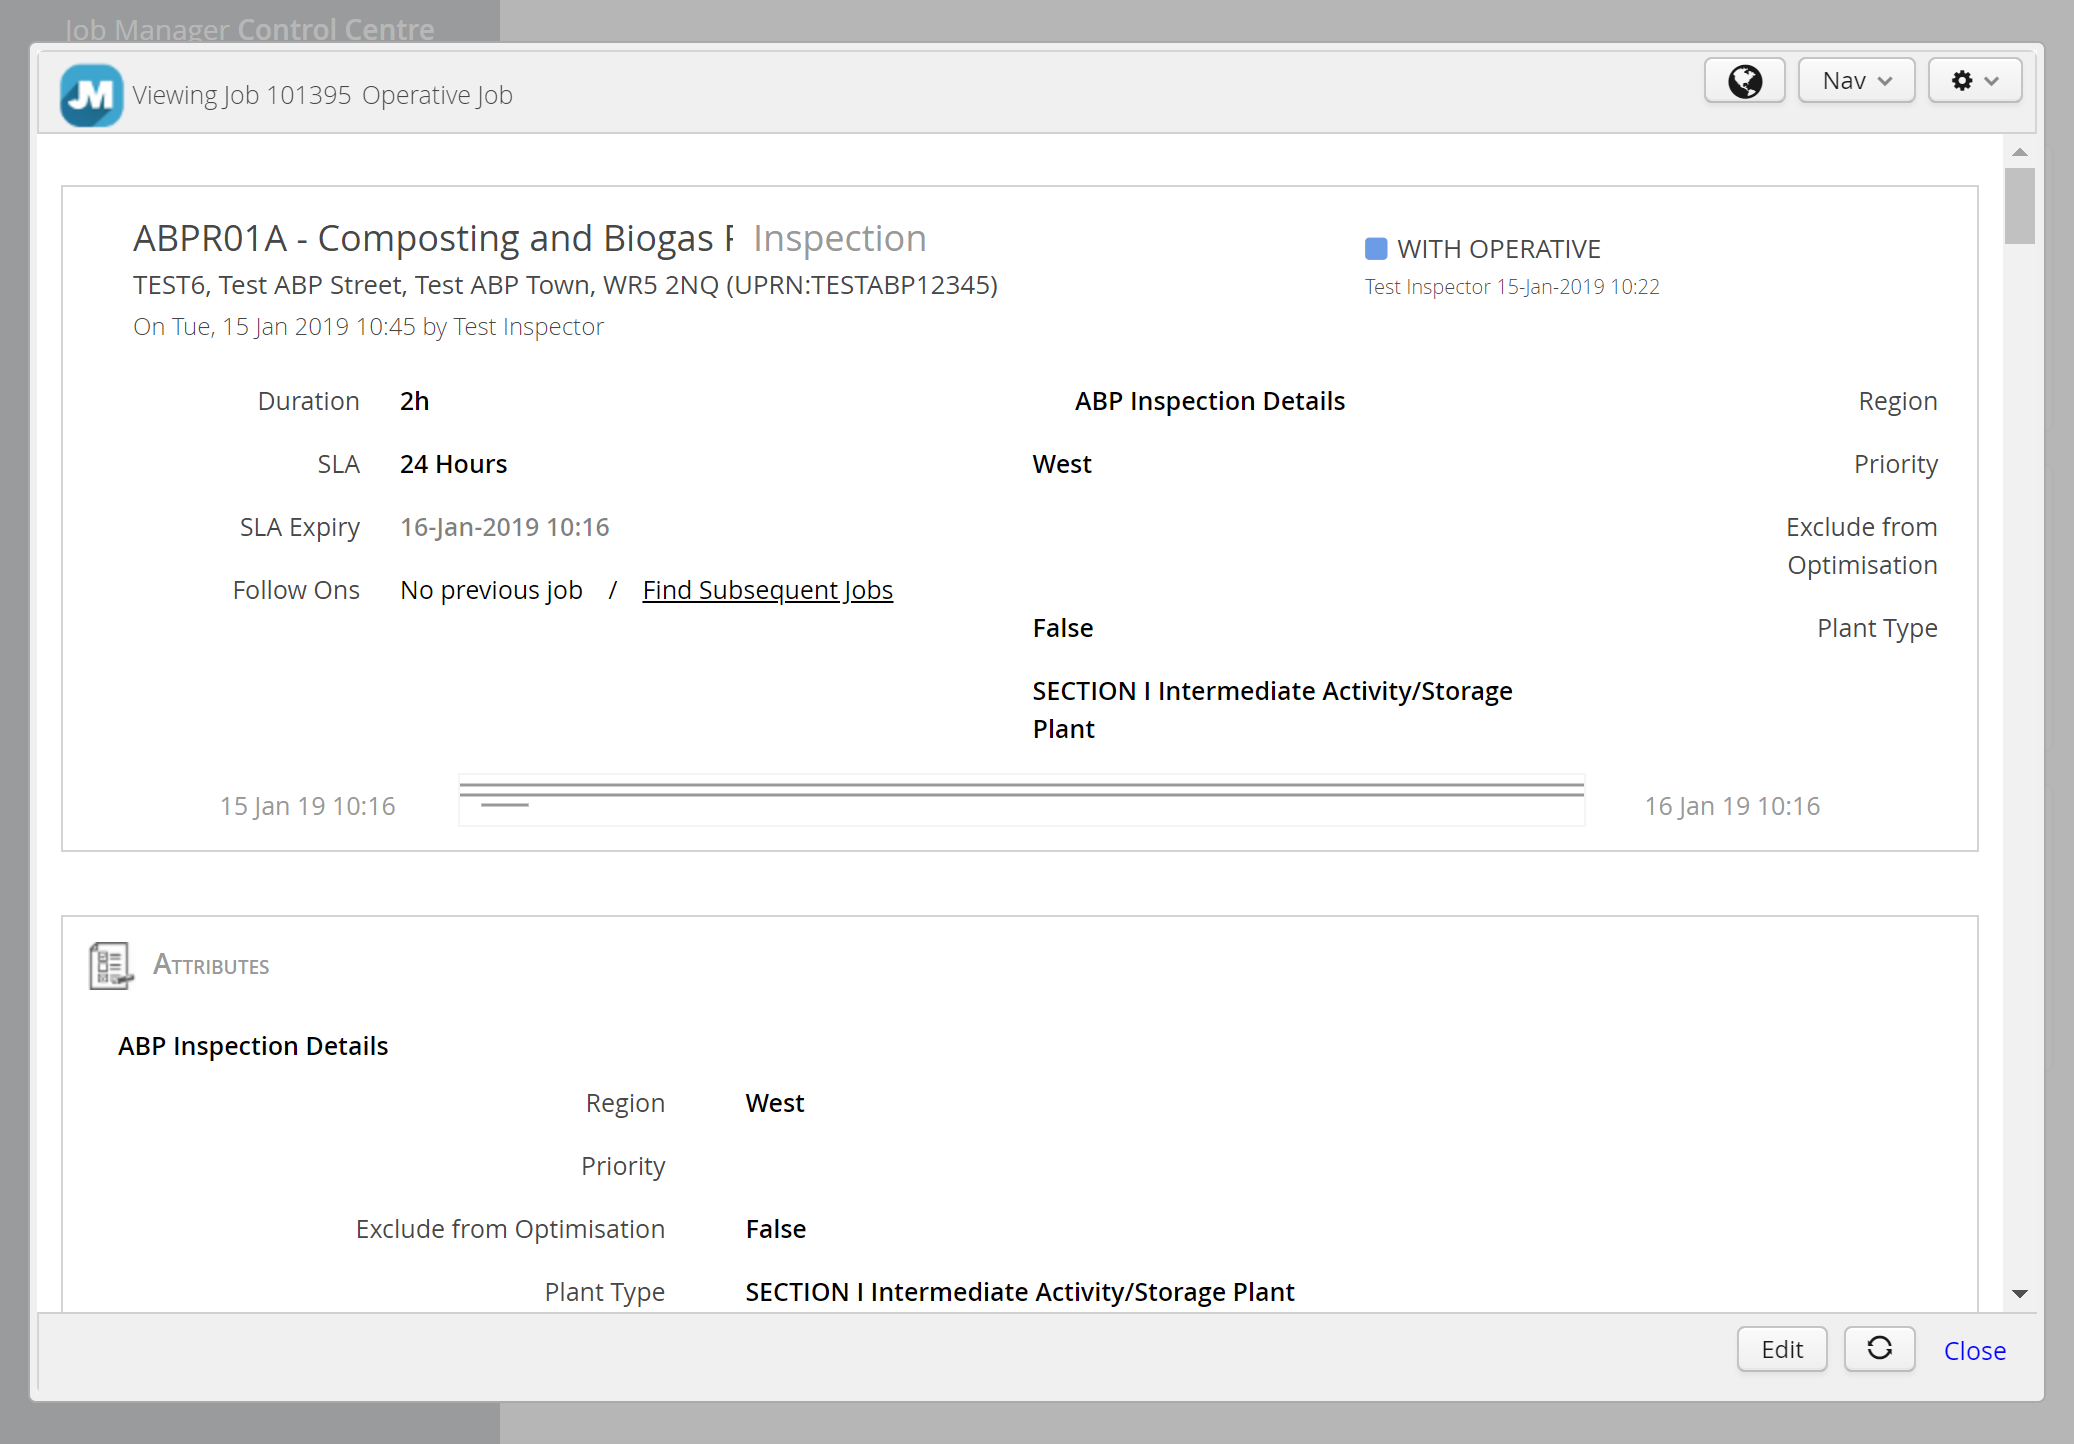 Job Manager Control Centre
JM
Viewing Job 101395 Operative Job
Nav
ABPR01A - Composting and Biogas Inspection
WITH OPERATIVE
TEST6, Test ABP Street, Test ABP Town, WR5 2NQ (UPRN:TESTABP12345)
Test Inspector 15-Jan-2019 10:22
On Tue, 15 Jan 2019 10:45 by Test Inspector
Duration 2h
ABP Inspection Details
Region
SLA 24 Hours
West
Priority
SLA Expiry 16-Jan-2019 10:16
Exclude from
Optimisation
Follow Ons No previous job / Find Subsequent Jobs
False
Plant Type
SECTION I Intermediate Activity/Storage
Plant
15 Jan 19 10:16
16 Jan 19 10:16
ATTRIBUTES
ABP Inspection Details
Region West
Priority
Exclude from Optimisation False
Plant Type SECTION I Intermediate Activity/Storage Plant
Edit
Close